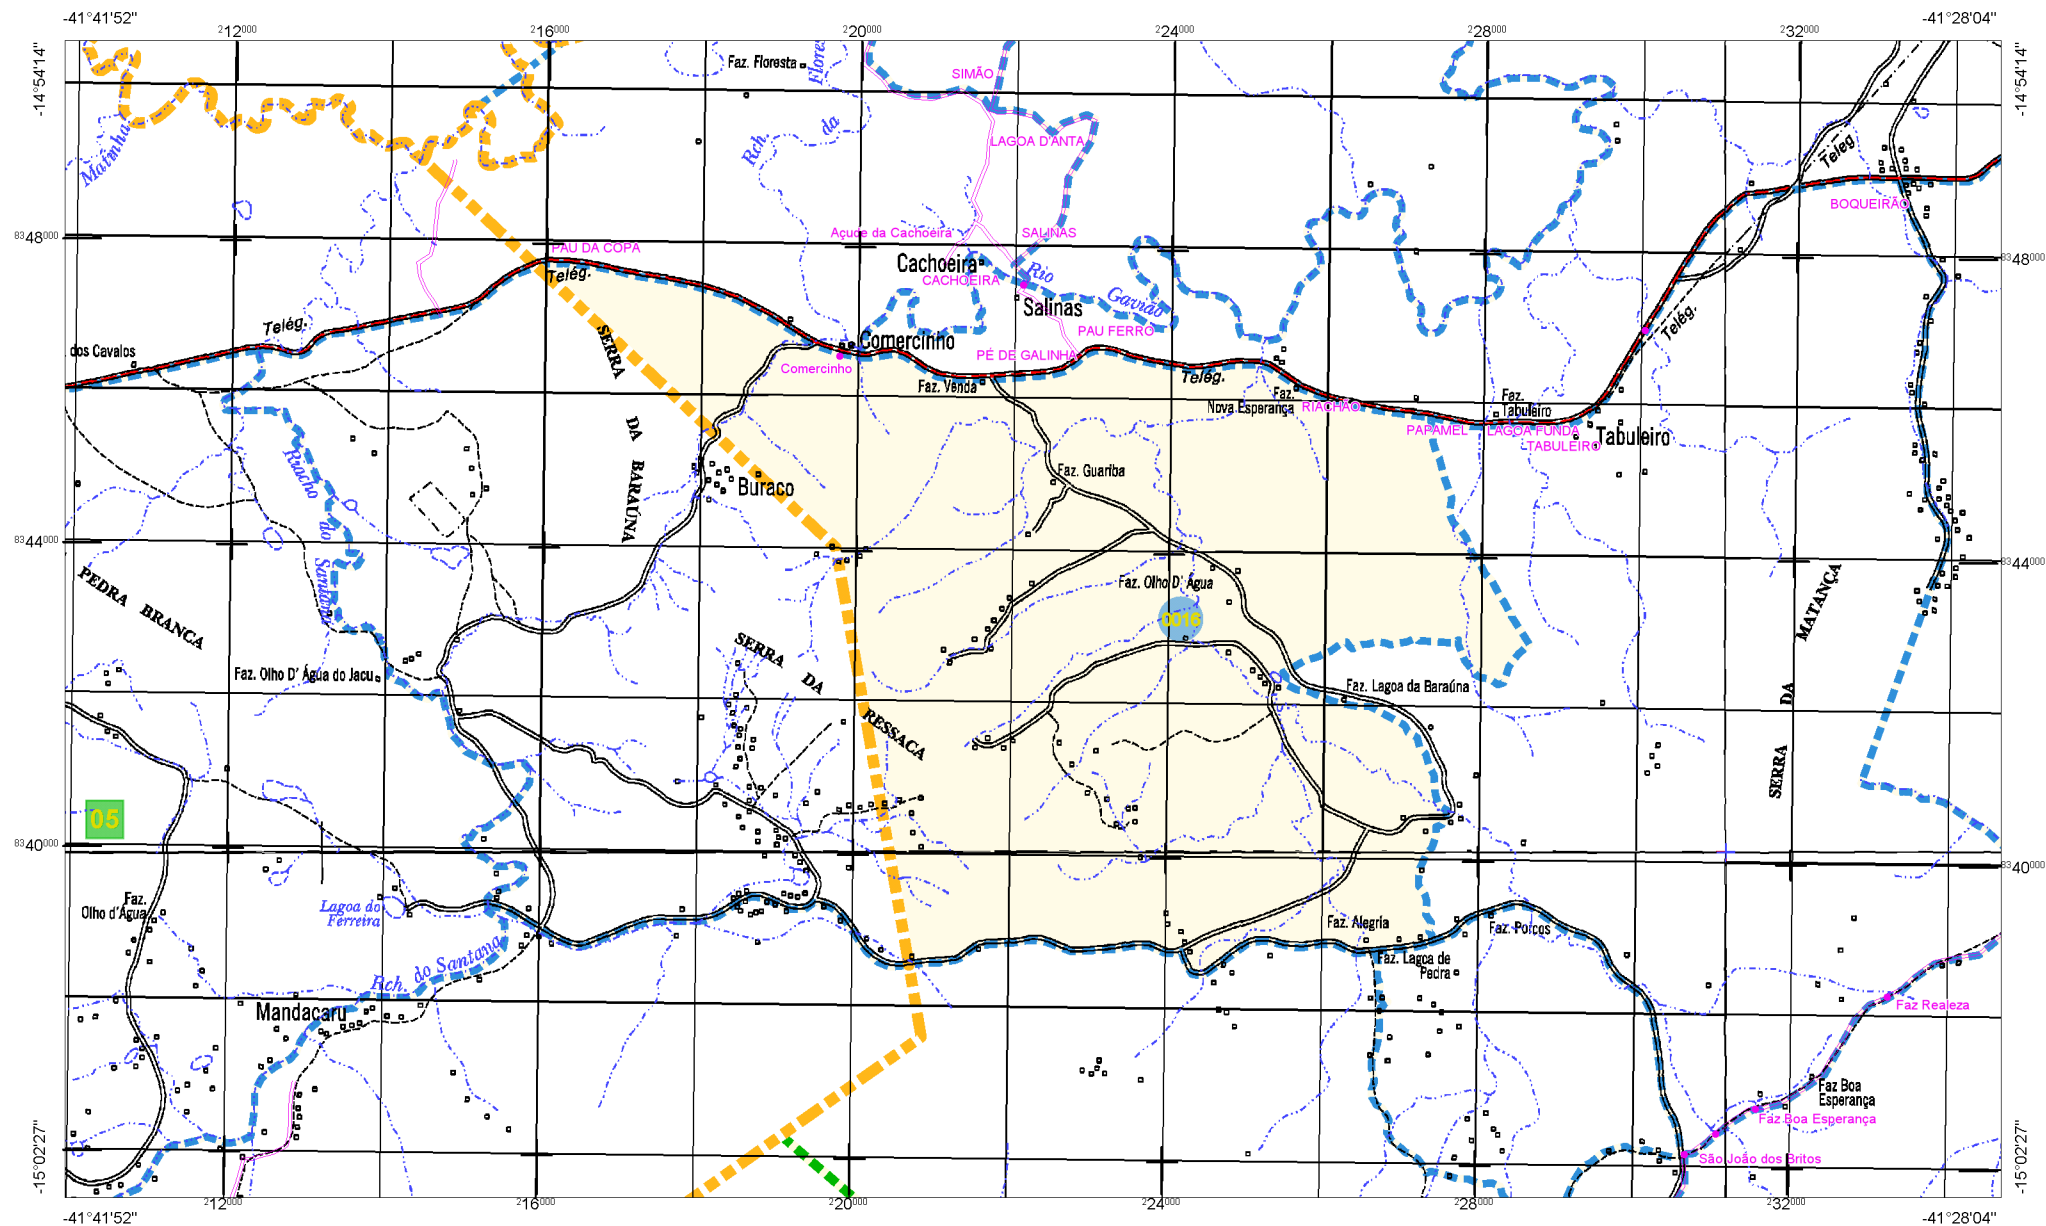 -41°41'52"
-41°28'04"
212000
216000
220000
224000
228000
232000
-14°54'14"
-14°54'14"
Faz. Floresta
Flores
SIMÃO
Matinha
Rch.
da
LAGOA D'ANTA
Teleg
BOQUEIRÃO
8348000
8348000
PAU DA COPA
Açude da Cachoeira
SALINAS
Cachoeira
CACHOEIRA
Rio
Gavião
Telég.
Salinas
Telég.
PAU FERRO
Telég.
SERRA
dos Cavalos
Comercinho
Comercinho
PÉ DE GALINHA
Faz. Venda
Telég.
Faz.
Nova Esperança
RIACHÃO
Faz.
Tabuleiro
PAPAMEL
LAGOA FUNDA
TABULEIRO
Tabuleiro
DA
BARAÚNA
Riacho
do
Santana
Buraco
Faz. Guariba
8344000
8344000
PEDRA BRANCA
Faz. Olho D' Água
0016
MATANÇA
DA
SERRA
SERRA
DA
RESSACA
Faz. Olho D' Água do Jacu
Faz. Lagoa da Baraúna
05
8340000
8340000
Faz.
Olho d'Água
Lagoa do
Ferreira
Rch. do Santana
Faz. Alegria
Faz. Porcos
Faz. Lagoa de
Pedra
Mandacaru
Faz Realeza
Faz Boa
Esperança
Faz Boa Esperança
São João dos Britos
-15°02'27"
-15°02'27"
212000
216000
220000
224000
228000
232000
-41°41'52"
-41°28'04"